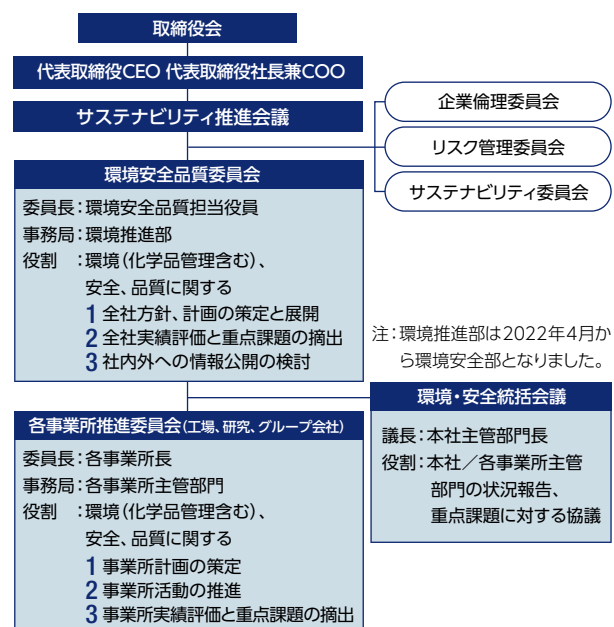 取締役会
代表取締役CEO 代表取締役社長兼COO
サステナビリティ推進会議
企業倫理委員会
リスク管理委員会
サステナビリティ委員会
環境安全品質委員会
委員長：環境安全品質担当役員
事務局：環境推進部
役割　：環境（化学品管理含む）、
安全、品質に関する
1 全社方針、計画の策定と展開
2 全社実績評価と重点課題の摘出
3 社内外への情報公開の検討
注：環境推進部は2022年4月か
ら環境安全部となりました。
各事業所推進委員会（工場、研究、グループ会社）
委員長：各事業所長
事務局：各事業所主管部門
役割　：環境（化学品管理含む）、
安全、品質に関する
1 事業所計画の策定
2 事業所活動の推進
3 事業所実績評価と重点課題の摘出
環境・安全統括会議
議長：本社主管部門長
役割：本社／各事業所主管
部門の状況報告、
重点課題に対する協議